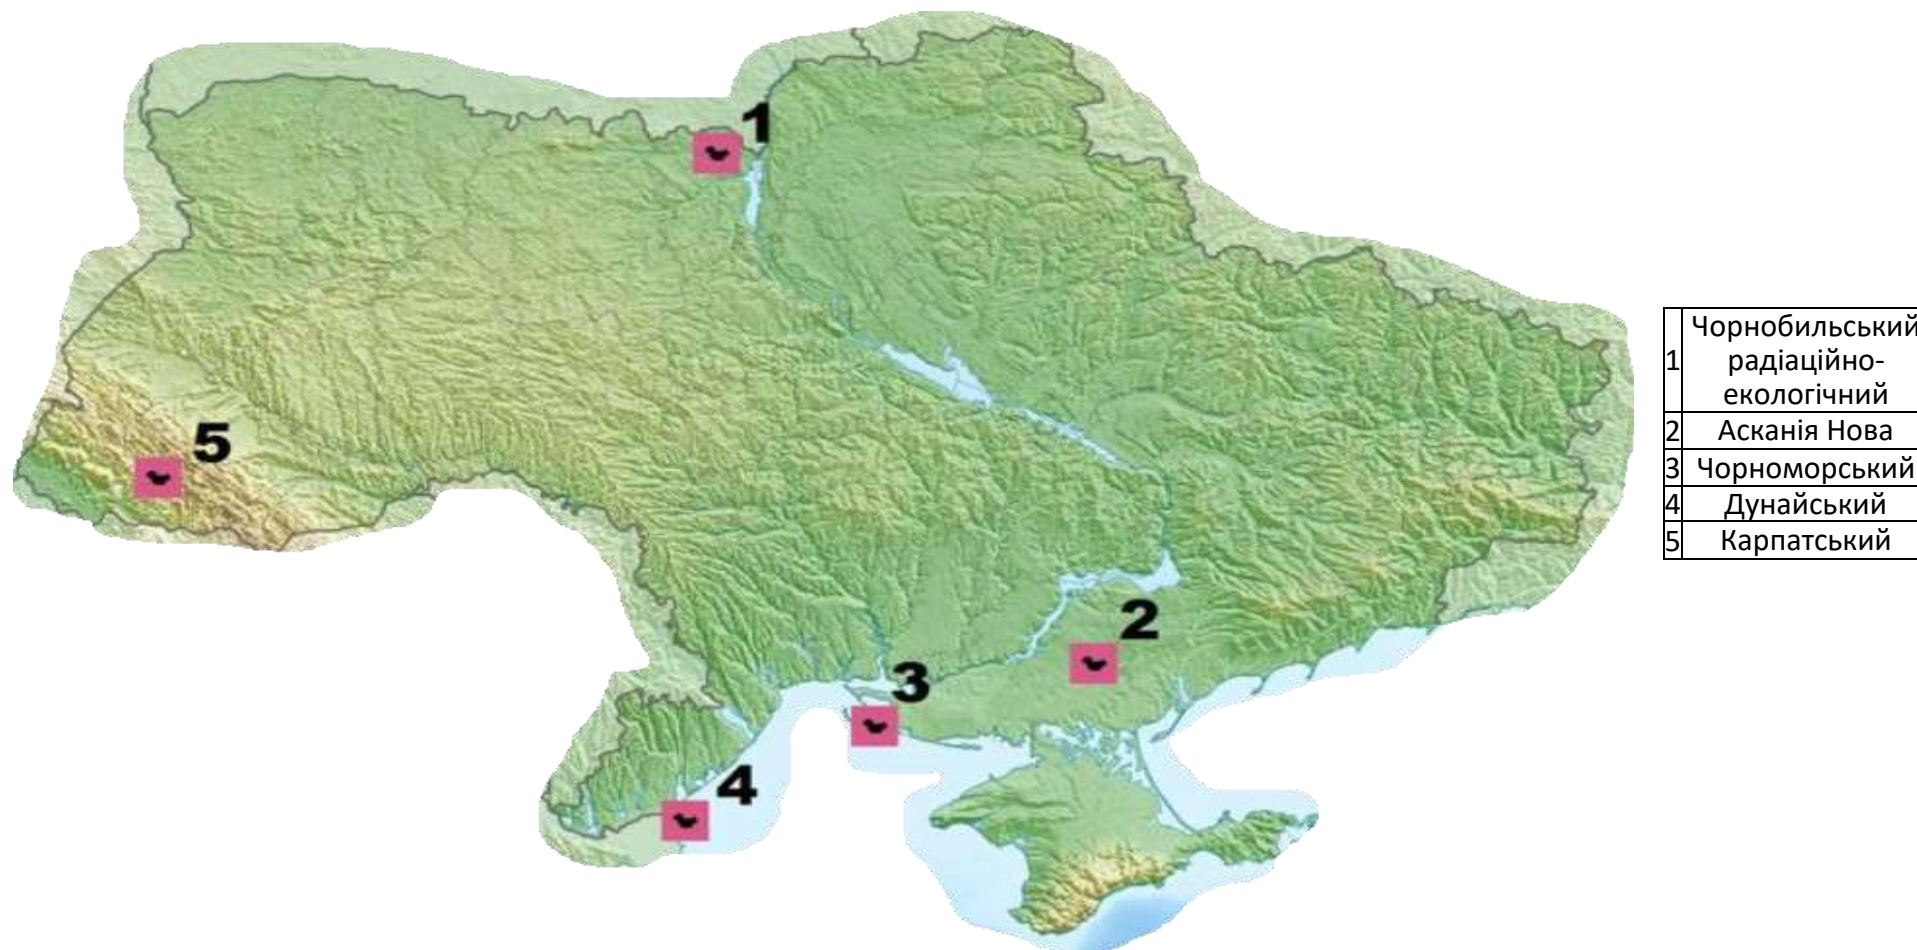 1
5
2
3
4
Чорнобильський
1 радіаційно-
екологічний
2 Асканія Нова
3 Чорноморський
4 Дунайський
5 Карпатський